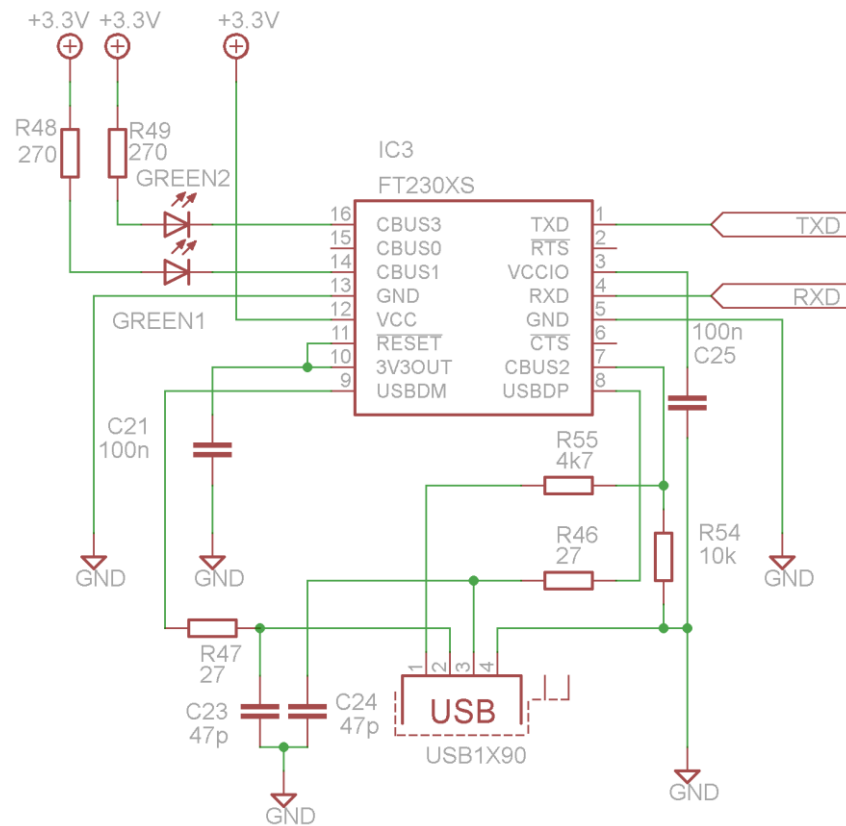 +3.3V +3.3V +3.3V
R48
270
R49
270
GREEN2
GREEN1
IC3
FT230XS
16 CBUS3 TXD 1
15 CBUS0 RTS 2
14 CBUS1 VCCIO 3
13 GND RXD 4
12 VCC GND 5
11 RESET CTS 6
10 3V3OUT CBUS2 7
9 USBDM USBDP 8
TXD
RXD
100n
C25
C21
100n
R55
4k7
R46
27
R54
10k
GND
GND
GND
R47
27
1 2 3 4
C23
47p
C24
47p
USB
USB1X90
GND
GND